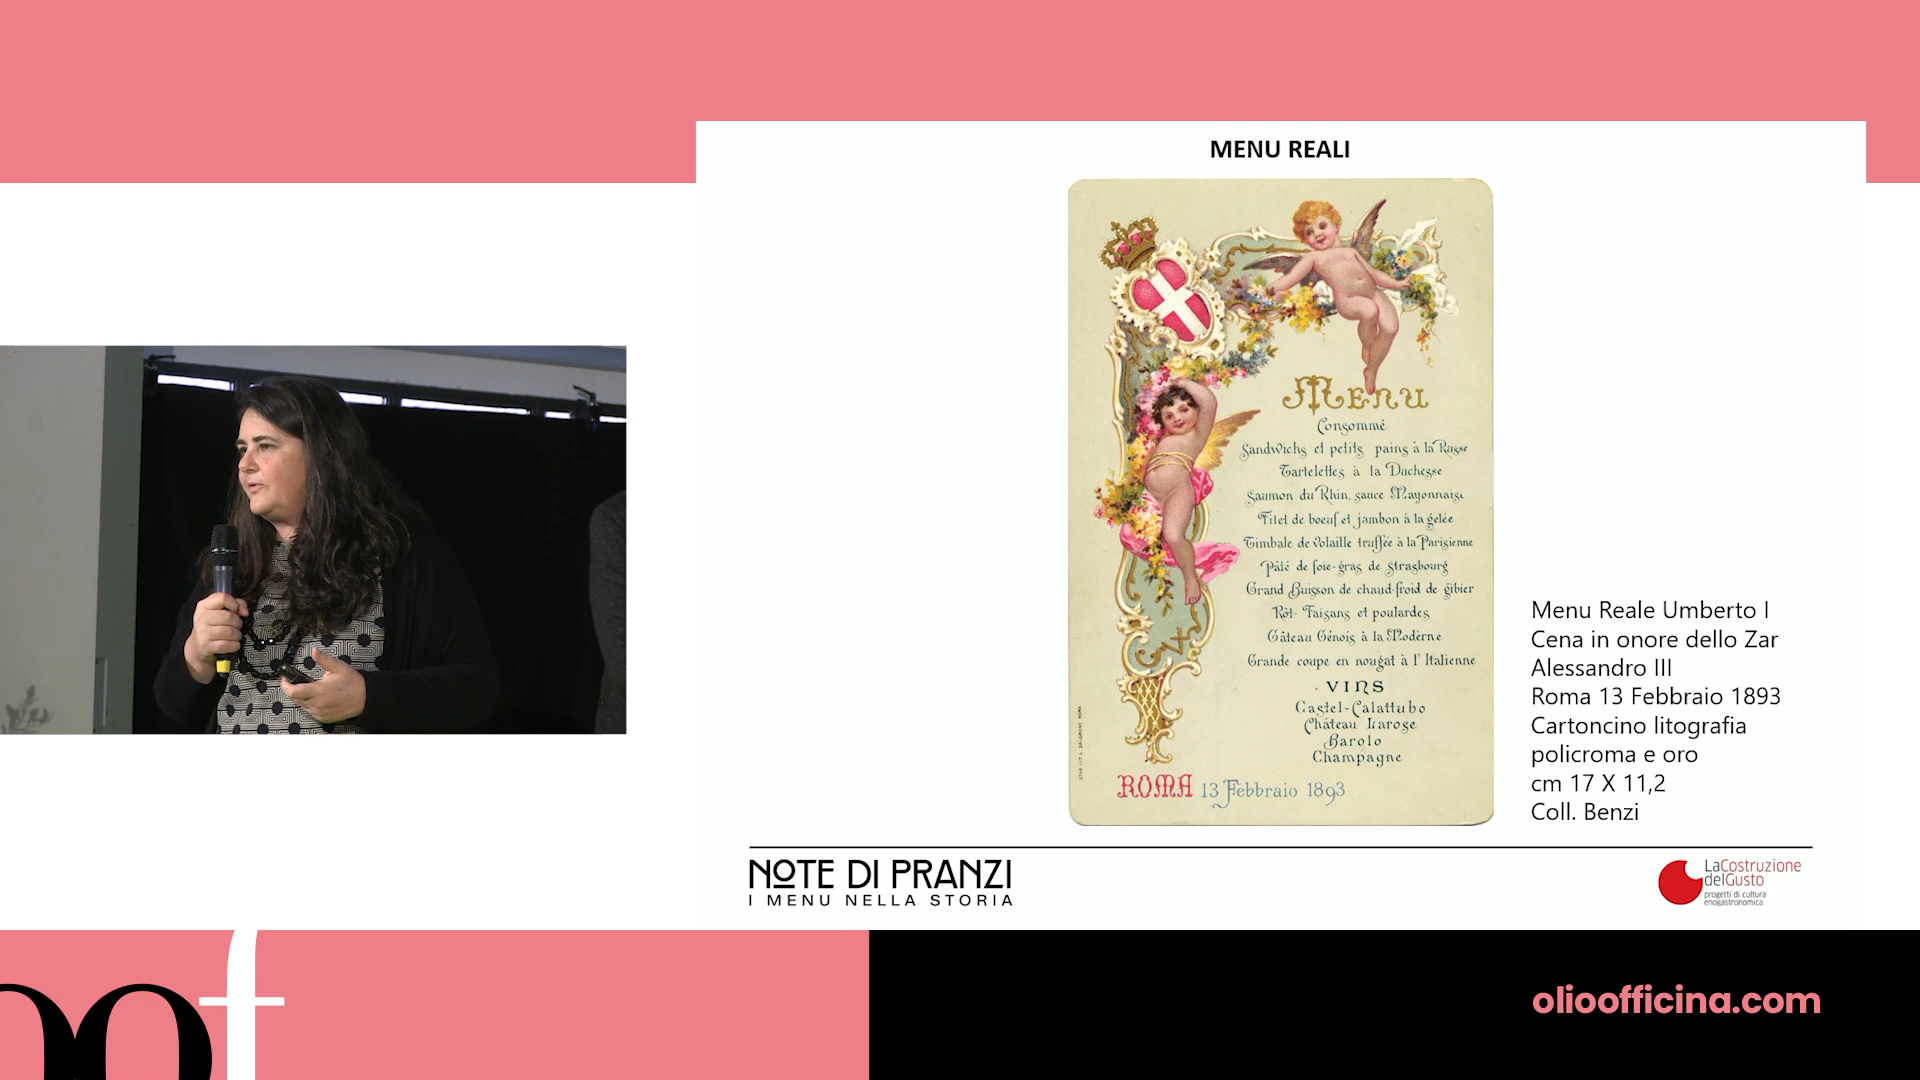 MENU REALI
Menu
Consommé
Sandwichs et petits pains à la Russe
Tartelettes à la Duchesse
Saumon du Rhin, sauce Mayonnaise
Filet de boeuf et jambon à la gelée
Timbale de volaille truffée à la Parisienne
Pâté de foie-gras de Strasbourg
Grand Buisson de chaud-froid de gibier
Rôt- Faisans et poulardes
Gâteau Génois à la Moderne
Grande coupe en nougat à l'Italienne
VINS
Castel-Calattubo
Château Larose
Barolo
Champagne
ROMA 13 Febbraio 1893
Menu Reale Umberto I
Cena in onore dello Zar
Alessandro III
Roma 13 Febbraio 1893
Cartoncino litografia
policroma e oro
cm 17 X 11,2
Coll. Benzi
NOTE DI PRANZI
I MENU NELLA STORIA
LaCostruzione
delGusto
progetti di cultura
enogastronomica
oof
olioofficina.com